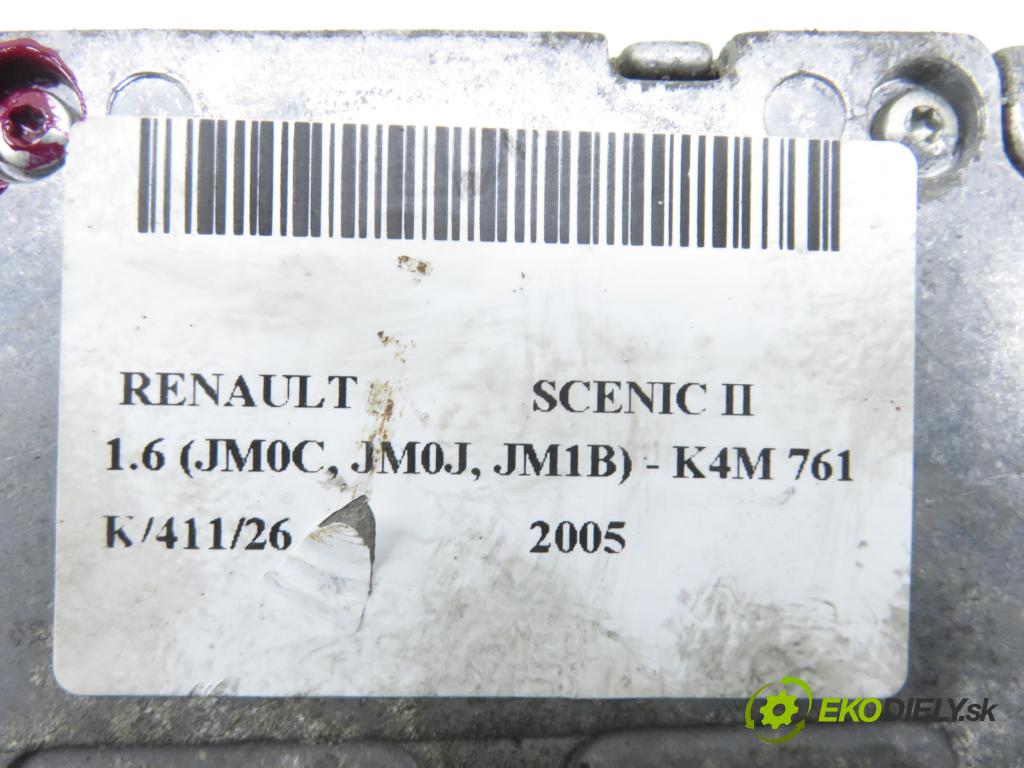 RENAULT SCENIC II
1.6 (JM0C, JM0J, JM1B) - K4M 761
K/411/26 2005
EKODIELY.sk